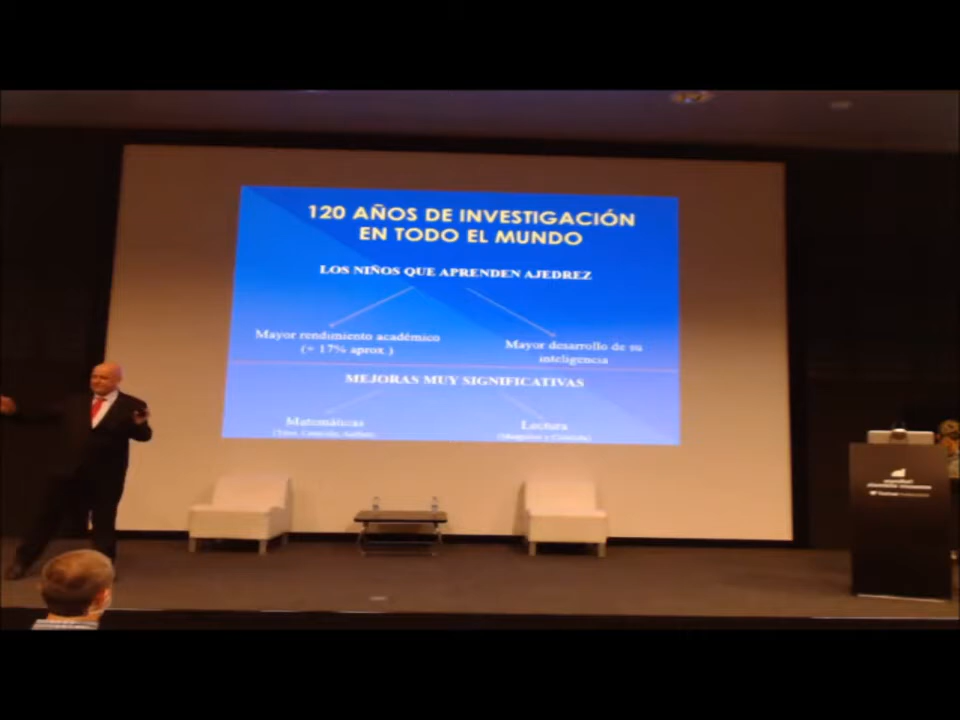 120 AÑOS DE INVESTIGACIÓN
EN TODO EL MUNDO
LOS NIÑOS QUE APRENDEN AJEDREZ
Mayor rendimiento académico
(+ 17% aprox.)
Mayor desarrollo de su
inteligencia
MEJORAS MUY SIGNIFICATIVAS
Matemáticas
Lectura